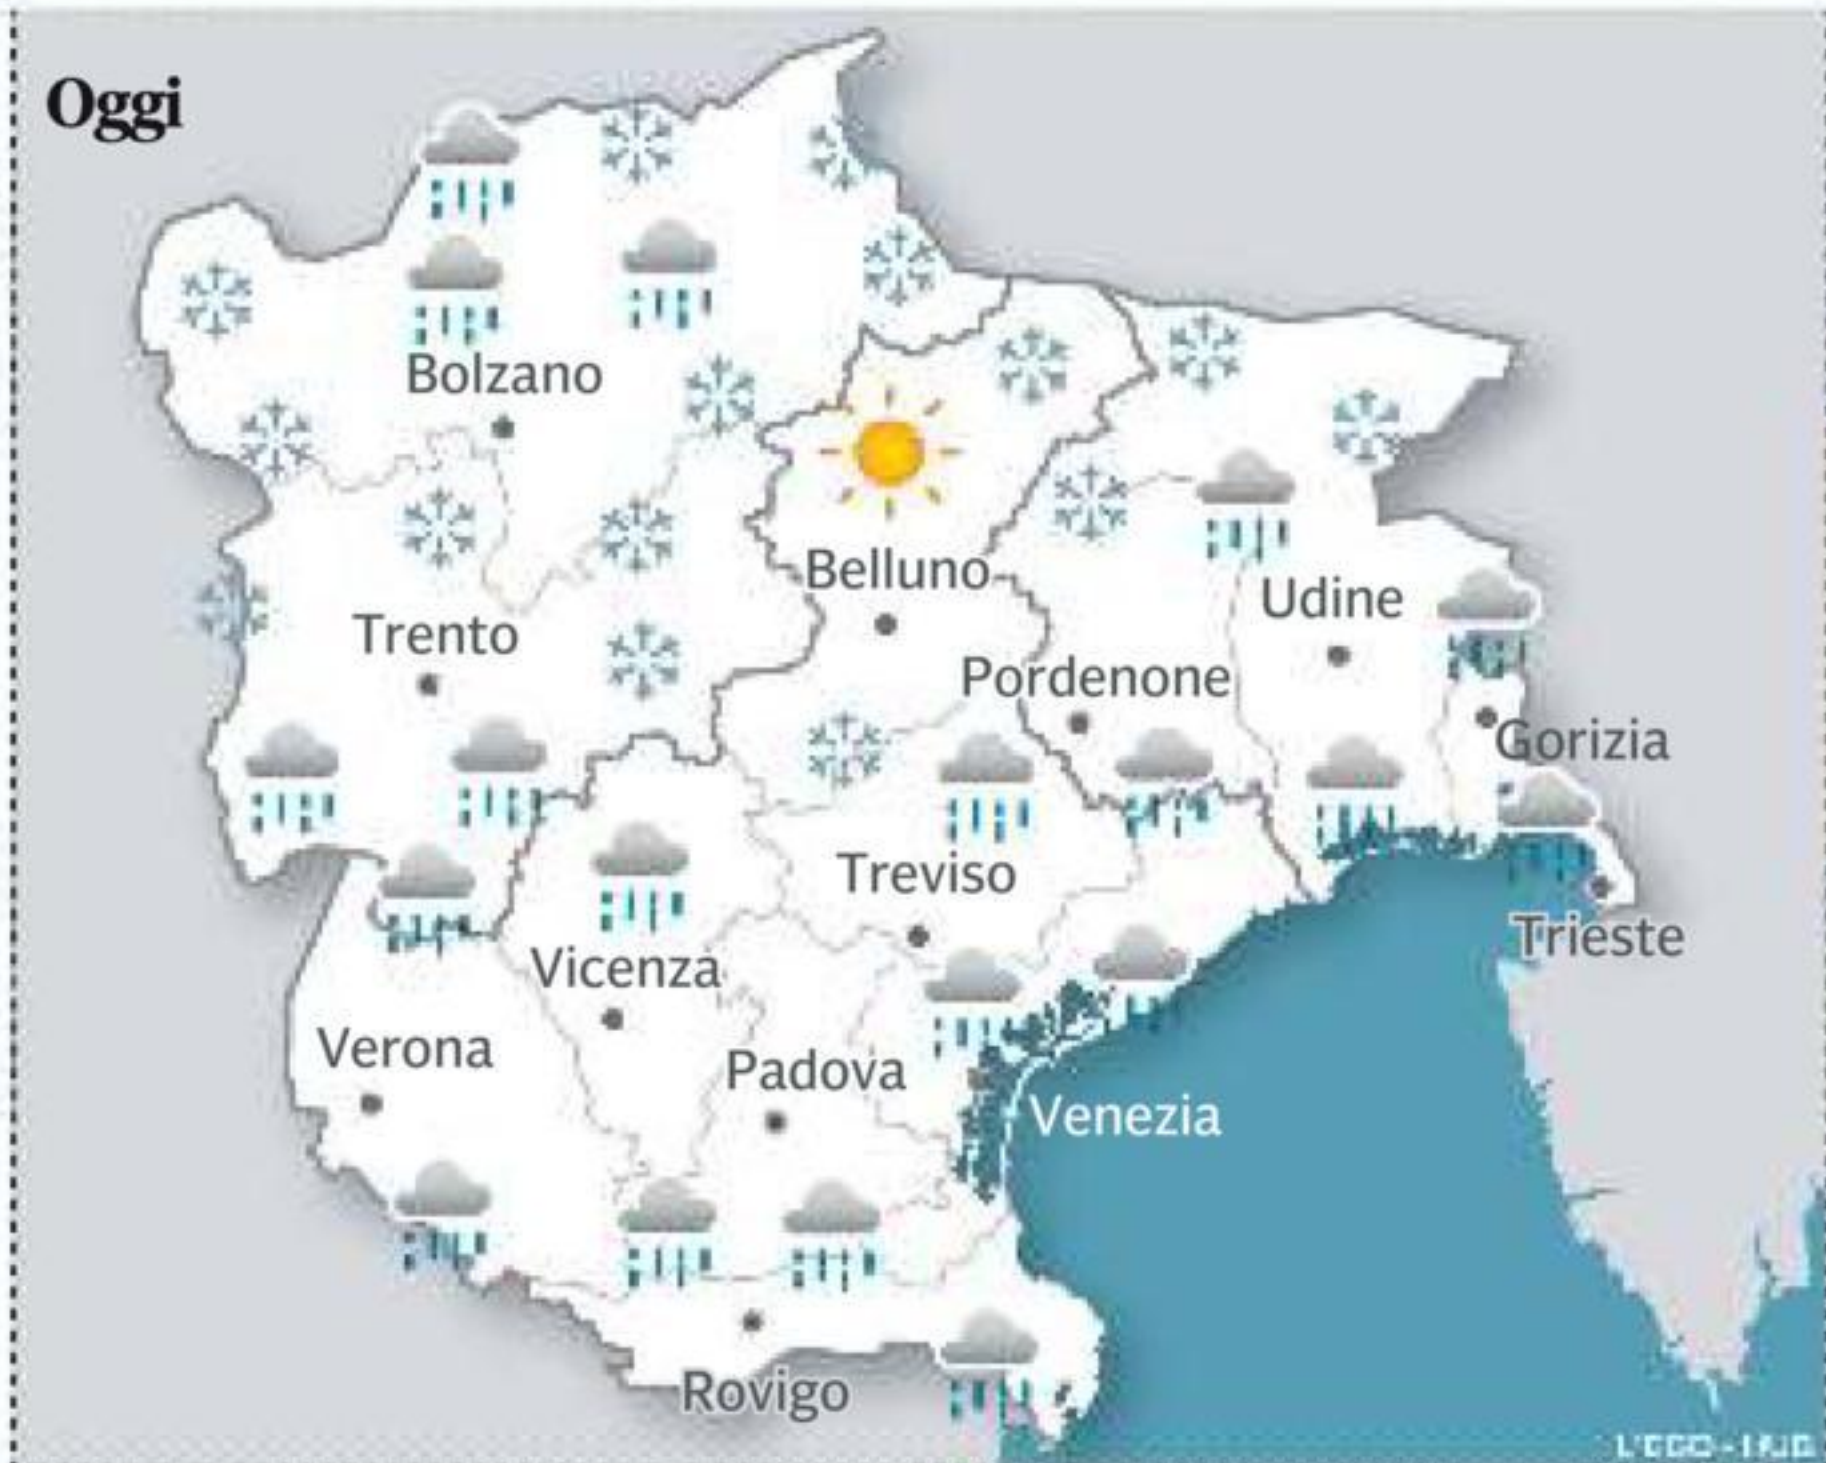 Oggi
Bolzano
Belluno
Trento
Udine
Pordenone
Gorizia
Treviso
Trieste
Vicenza
Verona
Padova
Venezia
Rovigo